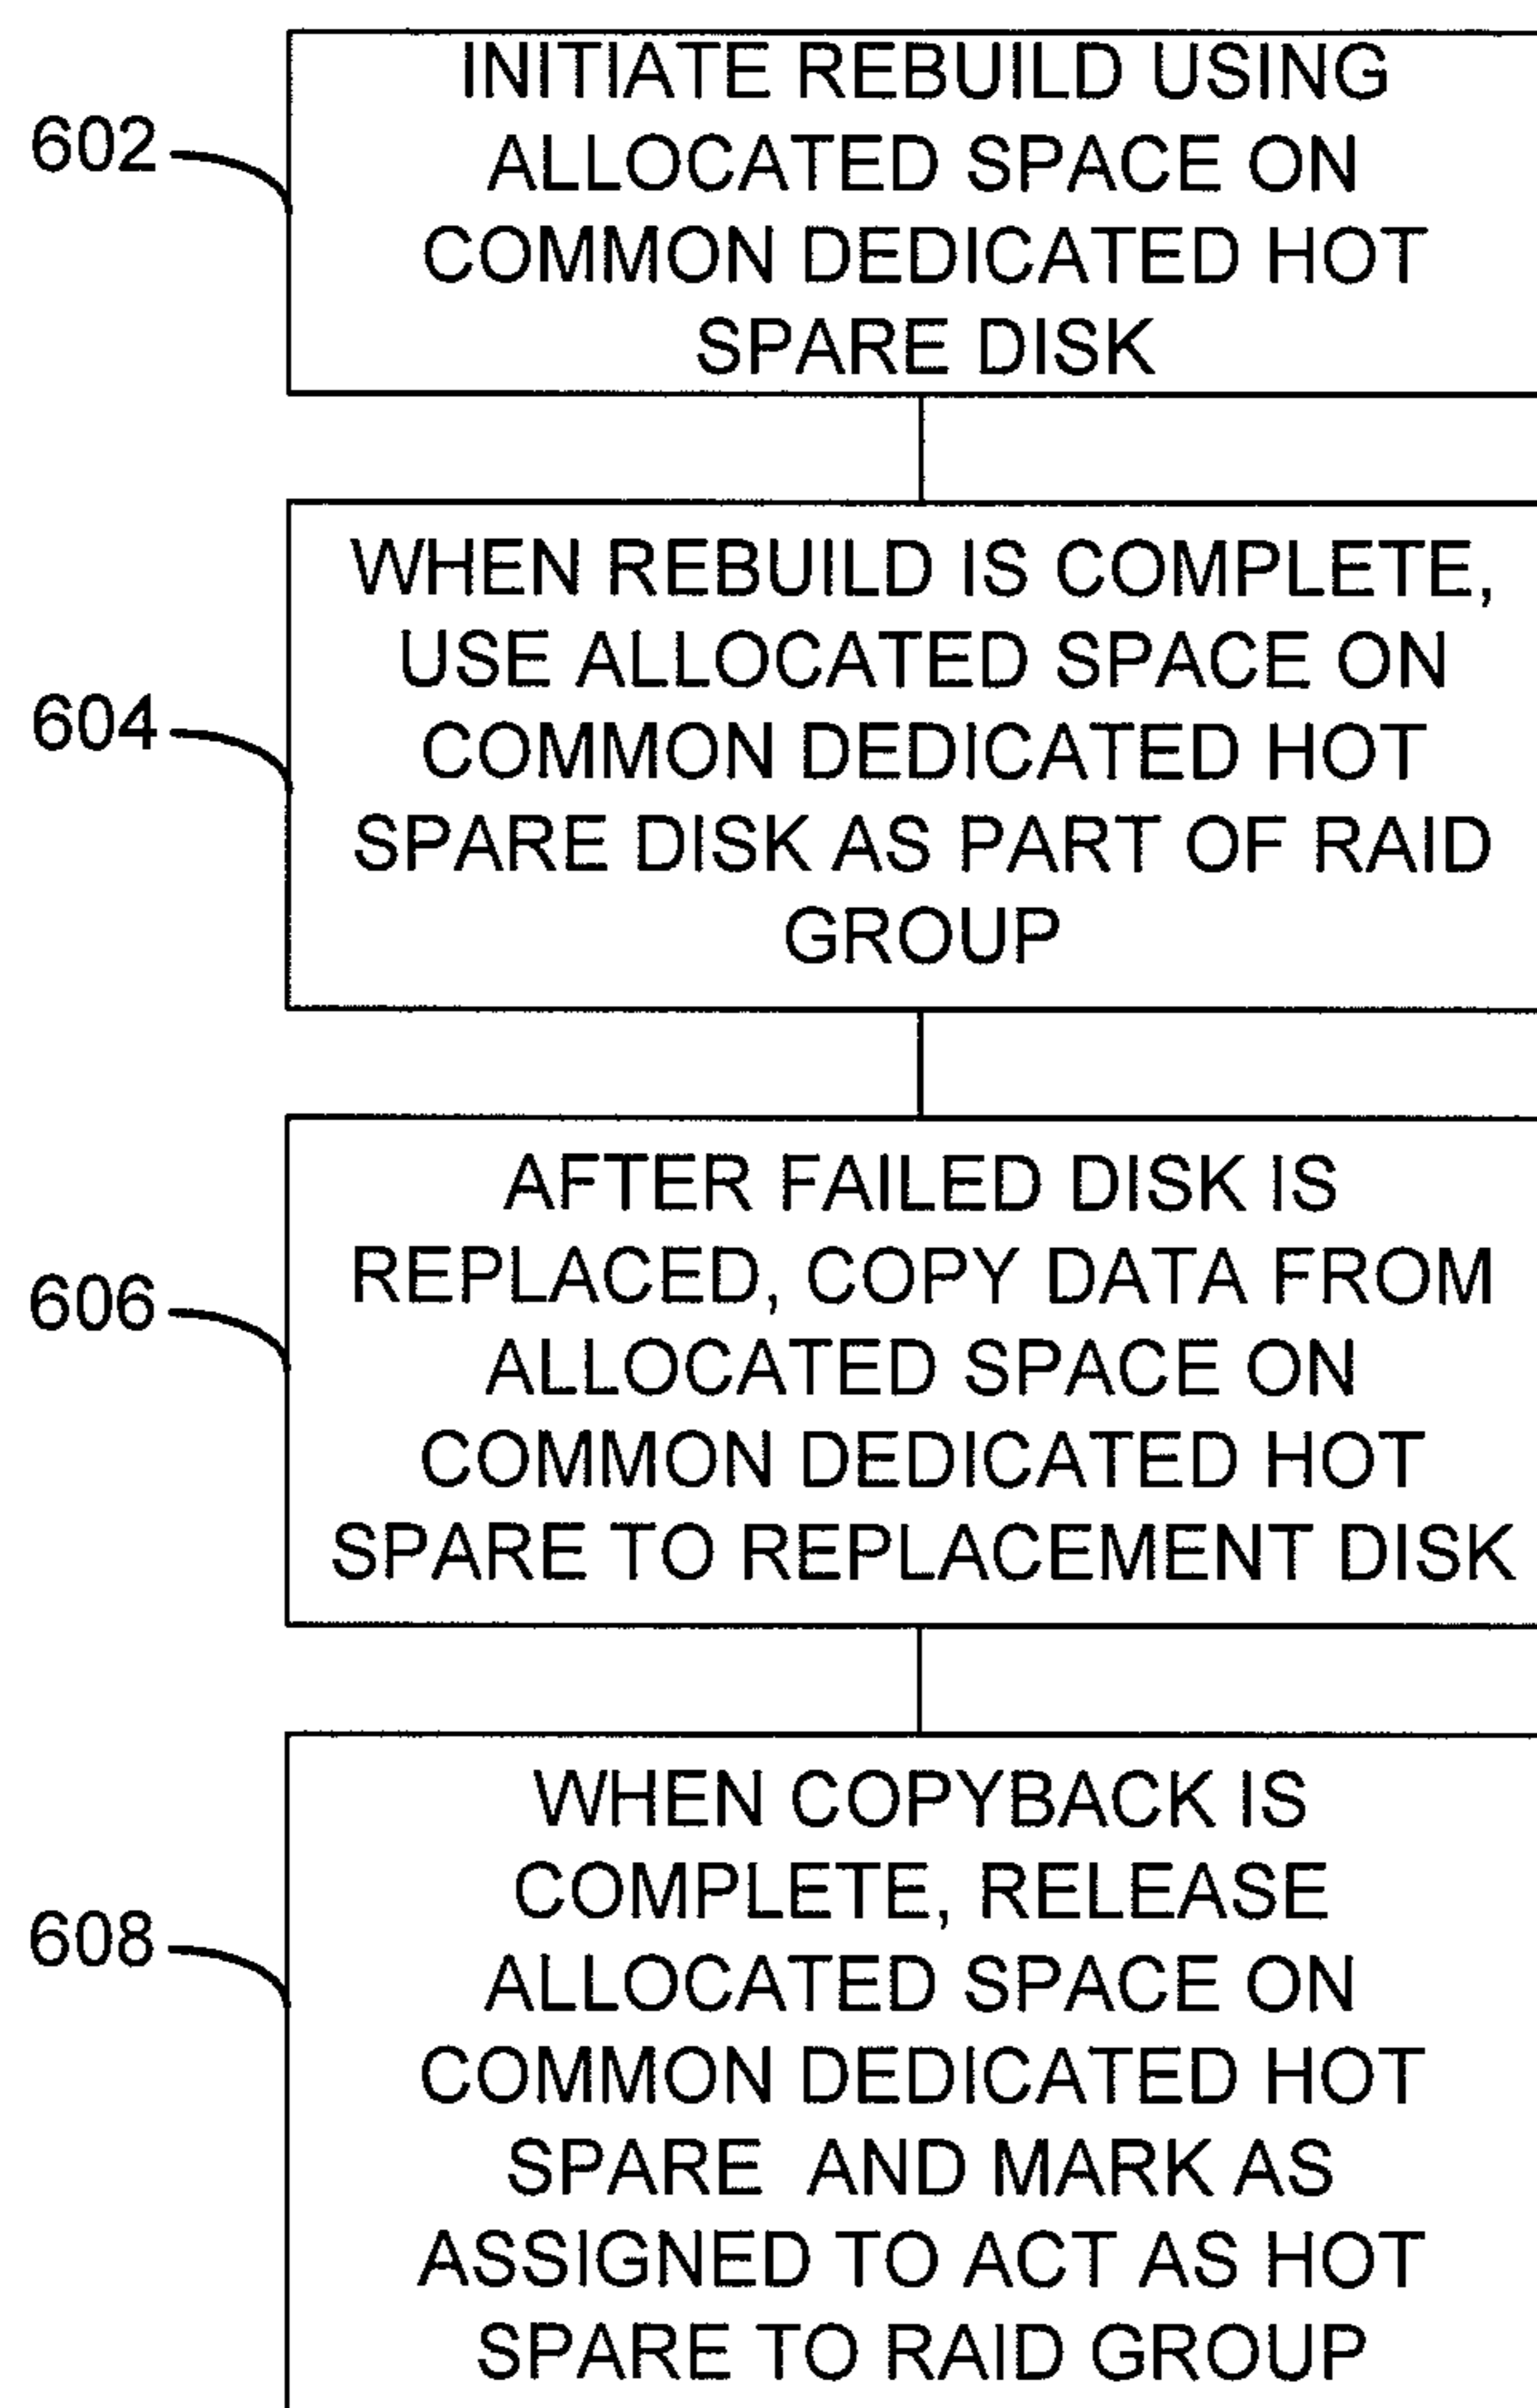 602
INITIATE REBUILD USING
ALLOCATED SPACE ON
COMMON DEDICATED HOT
SPARE DISK
604
WHEN REBUILD IS COMPLETE,
USE ALLOCATED SPACE ON
COMMON DEDICATED HOT
SPARE DISK AS PART OF RAID
GROUP
606
AFTER FAILED DISK IS
REPLACED, COPY DATA FROM
ALLOCATED SPACE ON
COMMON DEDICATED HOT
SPARE TO REPLACEMENT DISK
608
WHEN COPYBACK IS
COMPLETE, RELEASE
ALLOCATED SPACE ON
COMMON DEDICATED HOT
SPARE AND MARK AS
ASSIGNED TO ACT AS HOT
SPARE TO RAID GROUP